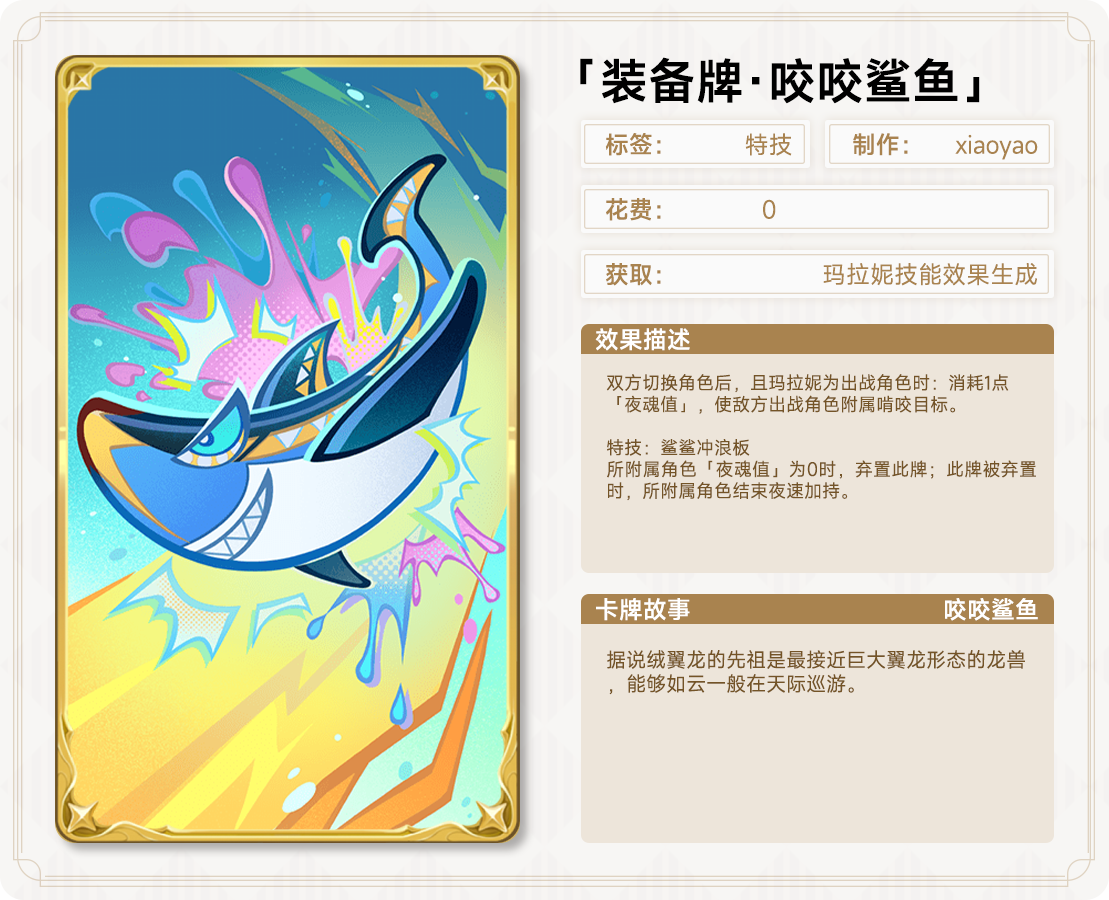 「装备牌·咬咬鲨鱼」
标签： 特技
制作： xiaoyao
花费： 0
获取： 玛拉妮技能效果生成
效果描述
双方切换角色后，且玛拉妮为出战角色时：消耗1点
「夜魂值」，使敌方出战角色附属啃咬目标。
特技：鲨鲨冲浪板
所附属角色「夜魂值」为0时，弃置此牌；此牌被弃置
时，所附属角色结束夜速加持。
卡牌故事 咬咬鲨鱼
据说绒翼龙的先祖是最接近巨大翼龙形态的龙兽
，能够如云一般在天际巡游。